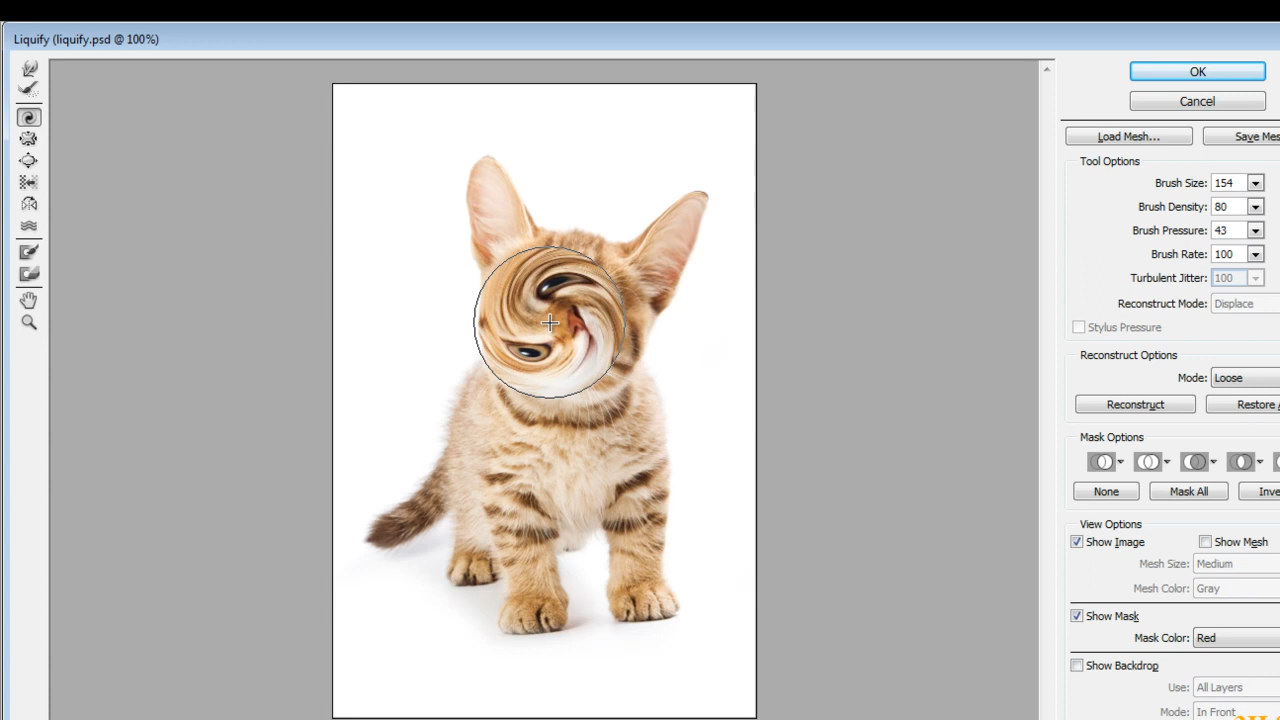 Liquify (liquify.psd @ 100%)
OK
Cancel
Load Mesh...
Save Mes
Tool Options
Brush Size: 154
Brush Density: 80
Brush Pressure: 43
Brush Rate: 100
Turbulent Jitter: 100
Reconstruct Mode: Displace
Stylus Pressure
Reconstruct Options
Mode: Loose
Reconstruct
Restore
Mask Options
None
Mask All
Inve
View Options
Show Image
Show Mesh
Mesh Size: Medium
Mesh Color: Gray
Show Mask
Mask Color: Red
Show Backdrop
Use: All Layers
Mode: In Front